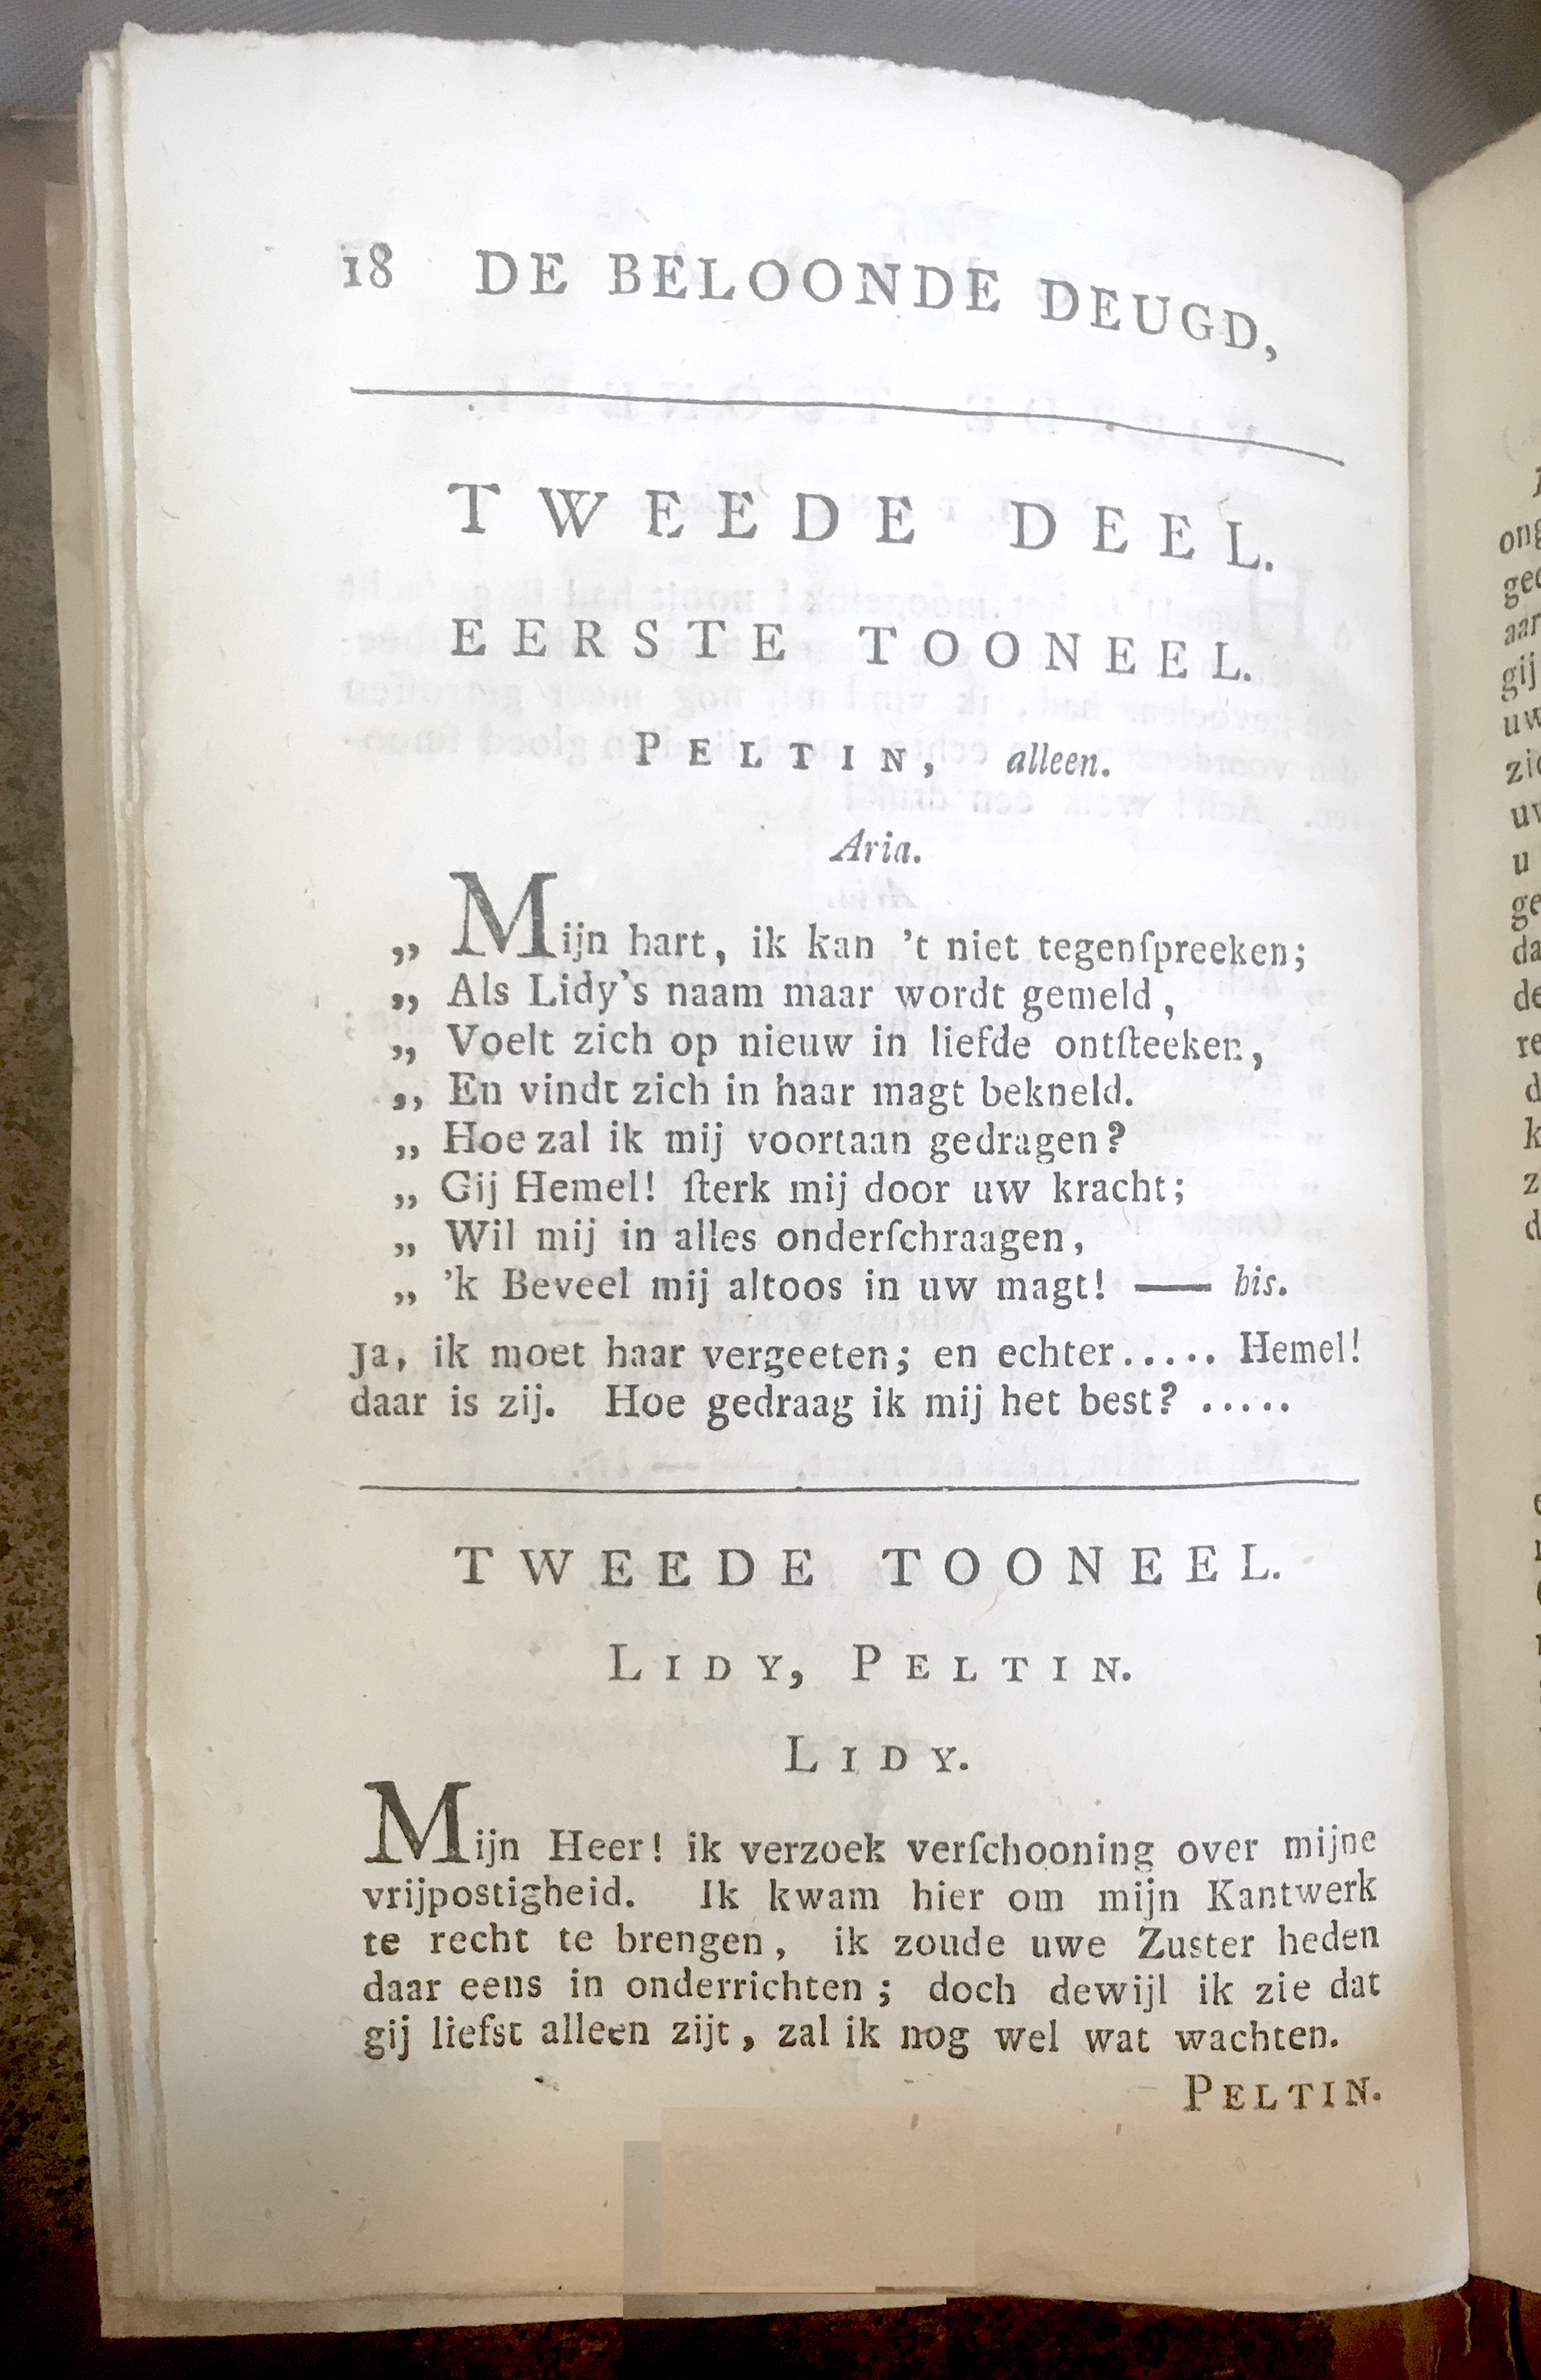 18 DE BELOONDE DEUGD,
TWEEDE DEEL.
EERSTE TOONEEL.
PELTIN, alleen.
Aria.
„ Mijn hart, ik kan 't niet tegenſpreeken;
„ Als Lidy's naam maar wordt gemeld,
„ Voelt zich op nieuw in liefde ontſteeken,
„ En vindt zich in haar magt bekneld.
„ Hoe zal ik mij voortaan gedragen?
„ Gij Hemel! ſterk mij door uw kracht;
„ Wil mij in alles onderſchraagen,
„ 'k Beveel mij altoos in uw magt! — bis.
Ja, ik moet haar vergeeten; en echter..... Hemel!
daar is zij. Hoe gedraag ik mij het best? .....
TWEEDE TOONEEL.
LIDY, PELTIN.
LIDY.
Mijn Heer! ik verzoek verſchooning over mijne
vrijpostigheid. Ik kwam hier om mijn Kantwerk
te recht te brengen, ik zoude uwe Zuster heden
daar eens in onderrichten; doch dewijl ik zie dat
gij liefst alleen zijt, zal ik nog wel wat wachten.
PELTIN.